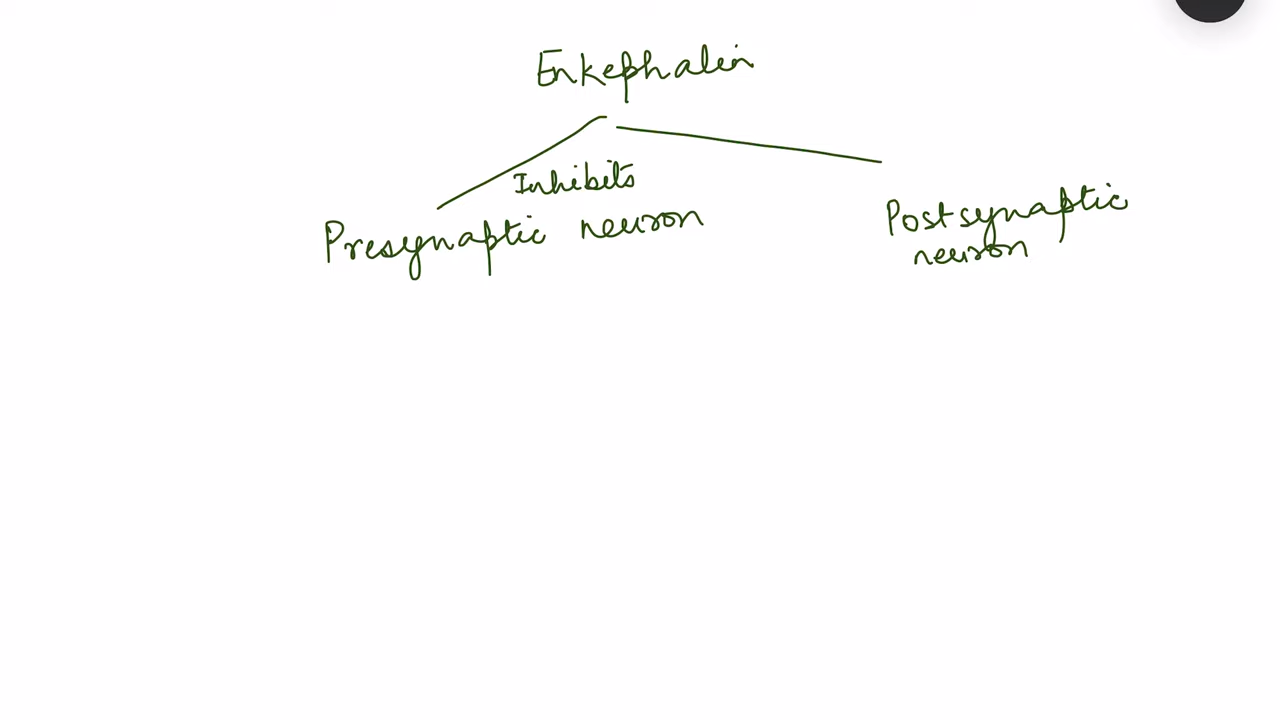 Enkephalin
Inhibits
Presynaptic neuron
Postsynaptic
neuron